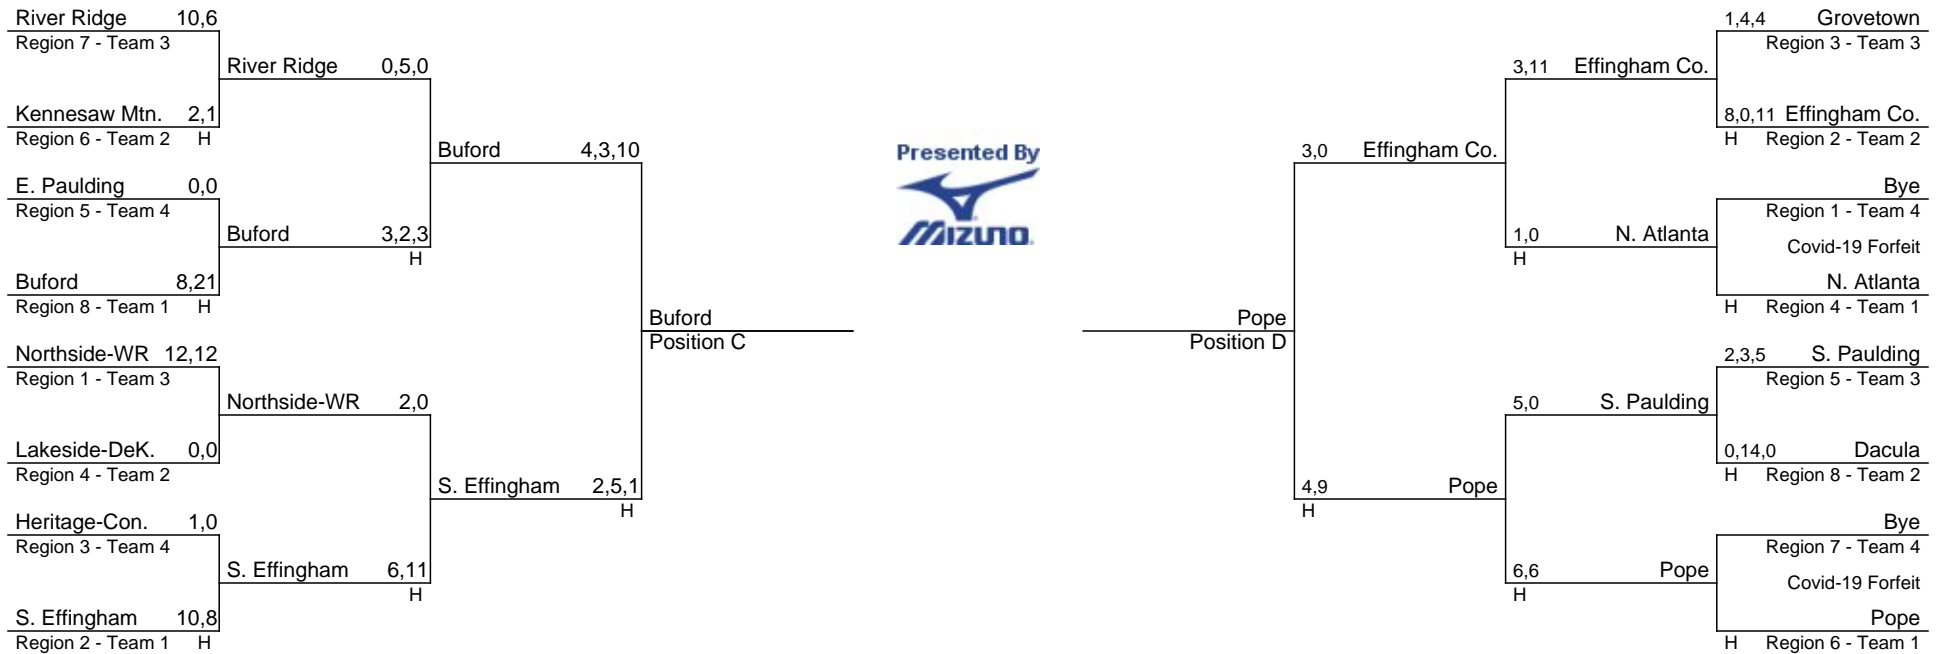 River Ridge 10,6
Region 7 - Team 3
River Ridge 0,5,0
Kennesaw Mtn. 2,1
Region 6 - Team 2 H
Buford 4,3,10
E. Paulding 0,0
Region 5 - Team 4
Buford 3,2,3
H
Buford 8,21
Region 8 - Team 1 H
Buford
Position C
Northside-WR 12,12
Region 1 - Team 3
Northside-WR 2,0
Lakeside-DeK. 0,0
Region 4 - Team 2
S. Effingham 2,5,1
H
Heritage-Con. 1,0
Region 3 - Team 4
S. Effingham 6,11
H
S. Effingham 10,8
Region 2 - Team 1 H
Presented By
MIZUNO
1,4,4 Grovetown
Region 3 - Team 3
3,11 Effingham Co.
8,0,11 Effingham Co.
H Region 2 - Team 2
3,0 Effingham Co.
Bye
Region 1 - Team 4
1,0 N. Atlanta
H
Covid-19 Forfeit
N. Atlanta
H Region 4 - Team 1
Pope
Position D
2,3,5 S. Paulding
Region 5 - Team 3
5,0 S. Paulding
0,14,0 Dacula
H Region 8 - Team 2
4,9 Pope
H
Bye
Region 7 - Team 4
6,6 Pope
H
Covid-19 Forfeit
Pope
H Region 6 - Team 1